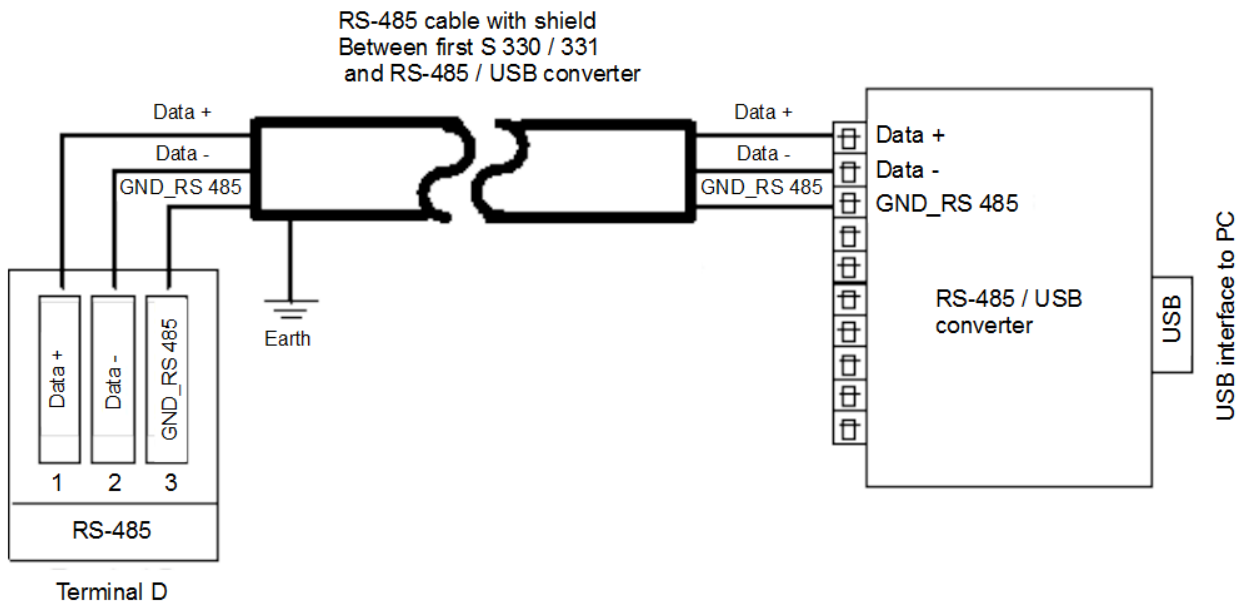 RS-485 cable with shield
Between first S 330 / 331
and RS-485 / USB converter
Data +
Data -
GND_RS 485
Data +
Data -
GND_RS 485
Data +
Data -
GND_RS 485
RS-485 / USB
converter
USB
USB interface to PC
Earth
Data +
Data -
GND_RS 485
1 2 3
RS-485
Terminal D